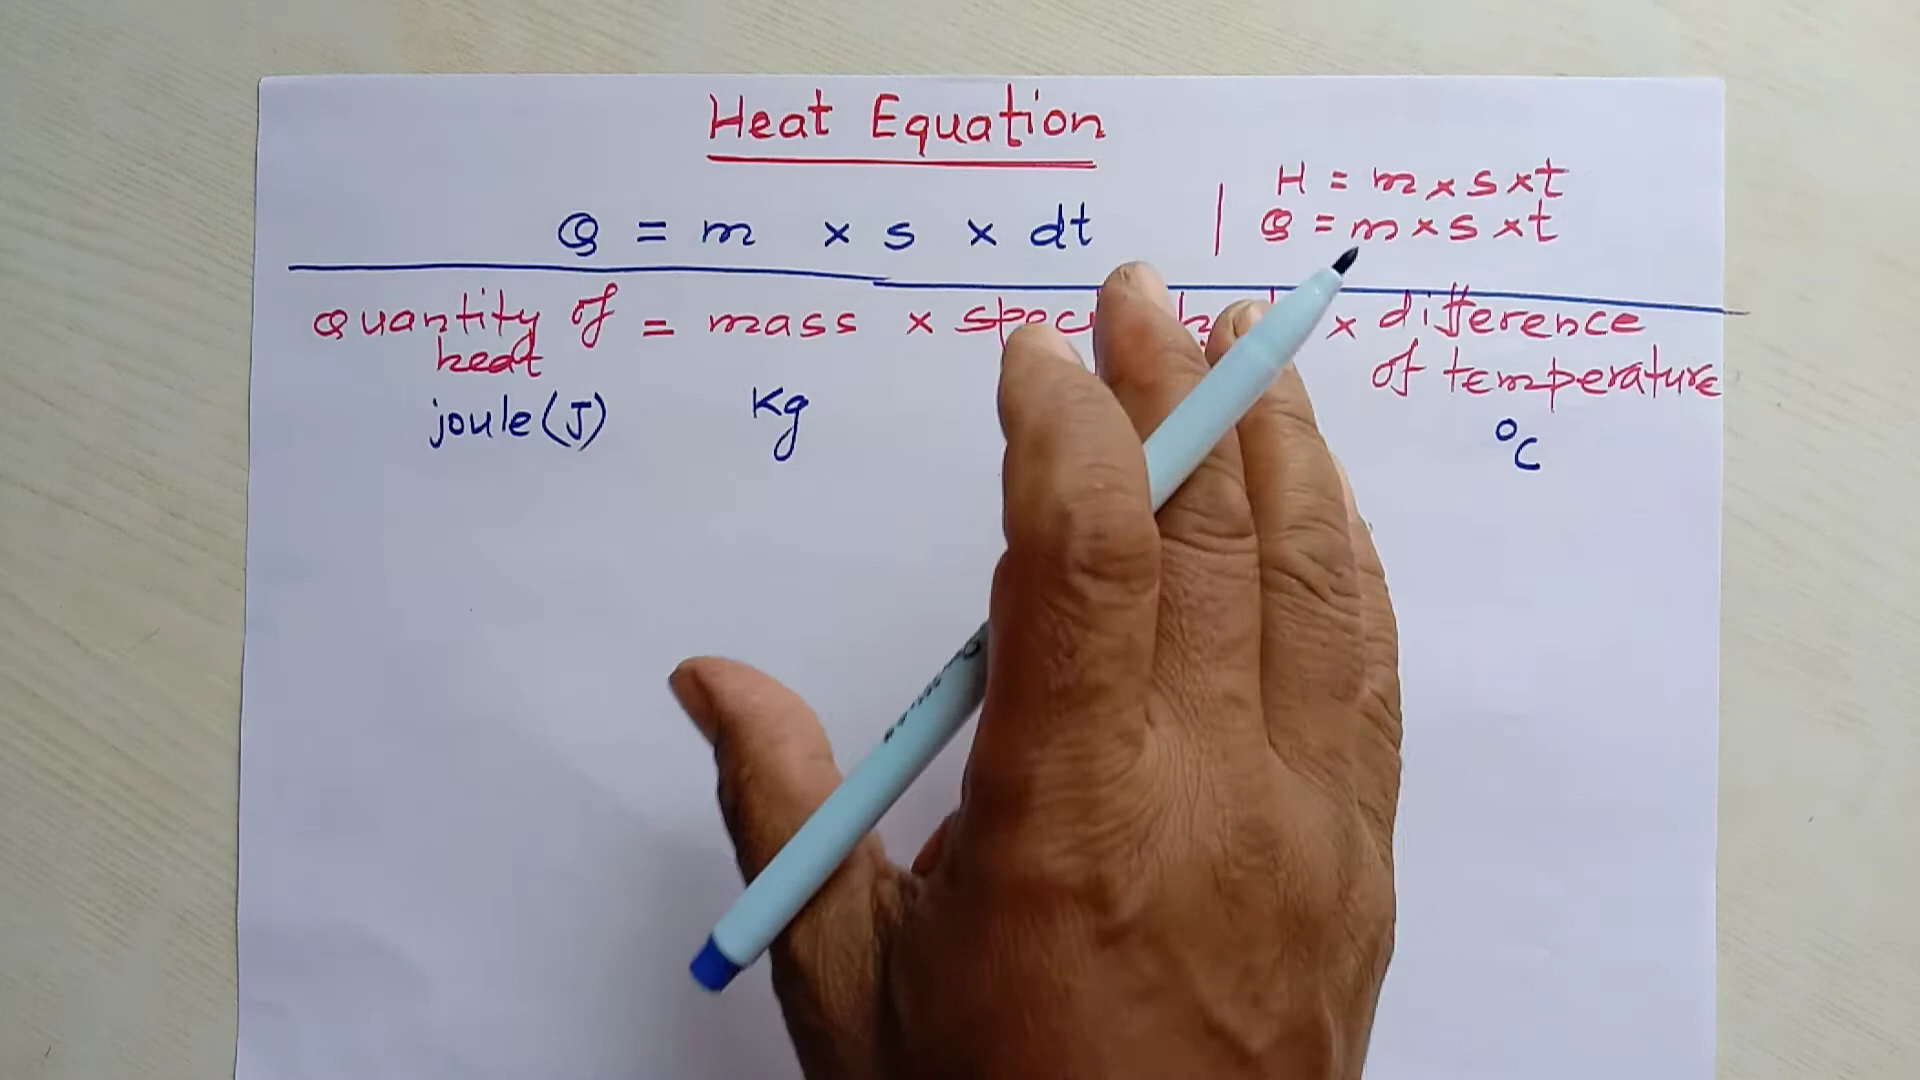 Heat Equation
H = m x s x t
Q = m x s x dt
Q = m x s x t
Quantity of = mass x x difference
heat of temperature
joule (J) Kg °C